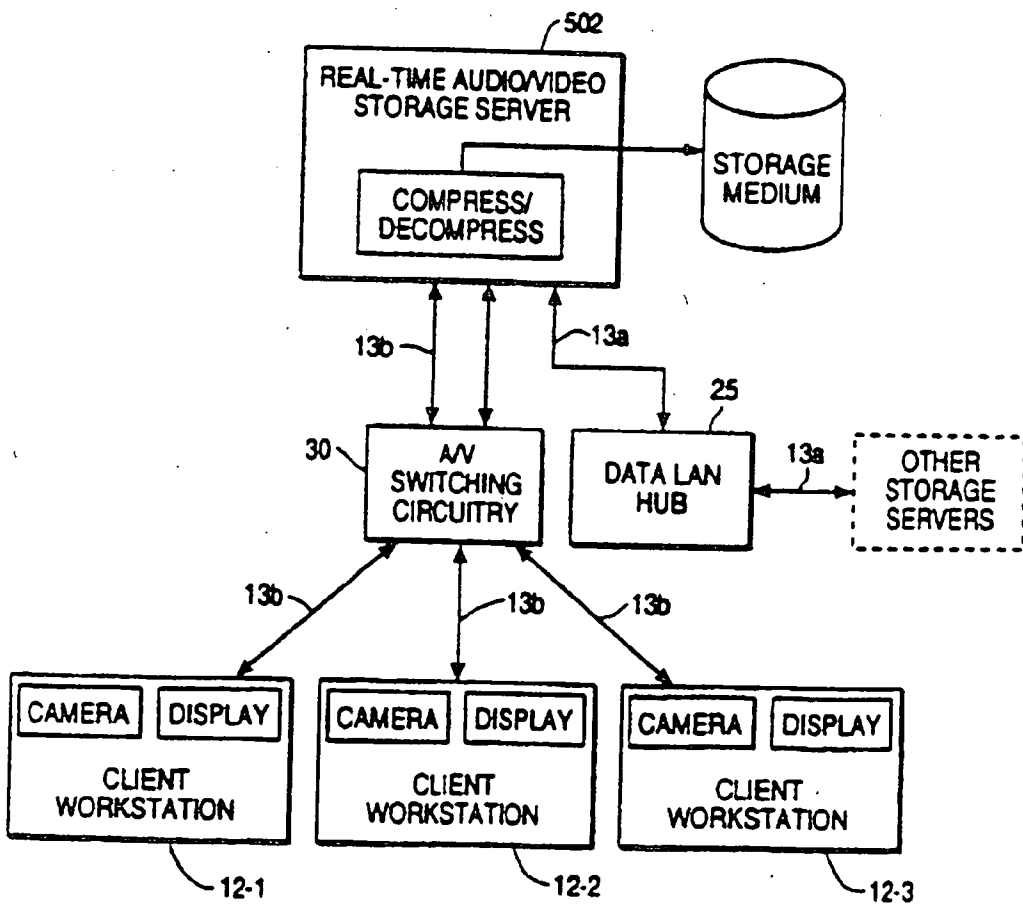 502
REAL-TIME AUDIO/VIDEO
STORAGE SERVER
COMPRESS/
DECOMPRESS
STORAGE
MEDIUM
13b
13a
25
30
A/V
SWITCHING
CIRCUITRY
DATA LAN
HUB
13a
OTHER
STORAGE
SERVERS
13b
13b
13b
CAMERA
DISPLAY
CLIENT
WORKSTATION
CAMERA
DISPLAY
CLIENT
WORKSTATION
CAMERA
DISPLAY
CLIENT
WORKSTATION
12-1
12-2
12-3